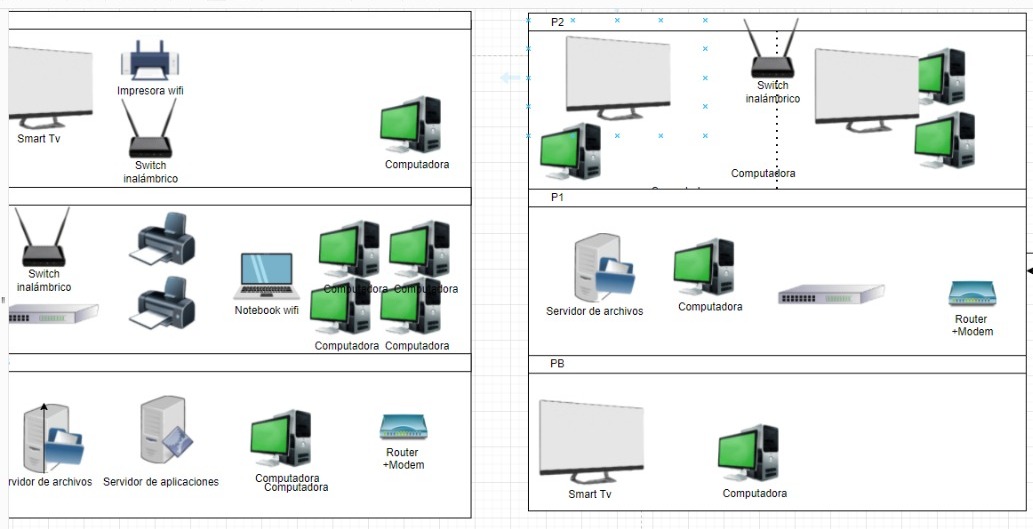 Impresora wifi
Smart Tv
Switch
inalámbrico
Computadora
Switch
inalámbrico
Notebook wifi
Computadora
Computadora
Computadora
Computadora
rvidor de archivos
Servidor de aplicaciones
Computadora
Computadora
Router
+Modem
P2
Switch
inalámbrico
Computadora
P1
Servidor de archivos
Computadora
Router
+Modem
PB
Smart Tv
Computadora